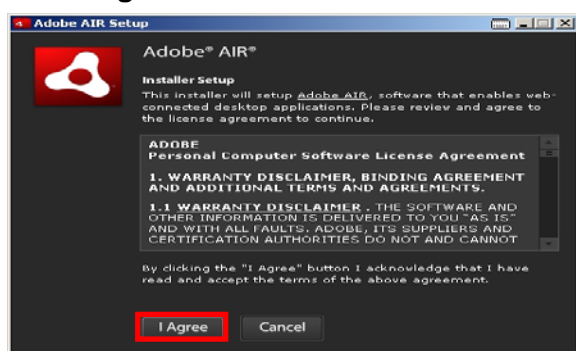 Adobe AIR Setup
Adobe® AIR®
Installer Setup
This installer will setup Adobe AIR, software that enables web-
connected desktop applications. Please review and agree to
the license agreement to continue.
ADOBE
Personal Computer Software License Agreement
1. WARRANTY DISCLAIMER, BINDING AGREEMENT
AND ADDITIONAL TERMS AND AGREEMENTS.
1.1 WARRANTY DISCLAIMER . THE SOFTWARE AND
OTHER INFORMATION IS DELIVERED TO YOU "AS IS"
AND WITH ALL FAULTS. ADOBE, ITS SUPPLIERS AND
CERTIFICATION AUTHORITIES DO NOT AND CANNOT
By clicking the "I Agree" button I acknowledge that I have
read and accept the terms of the above agreement.
I Agree Cancel